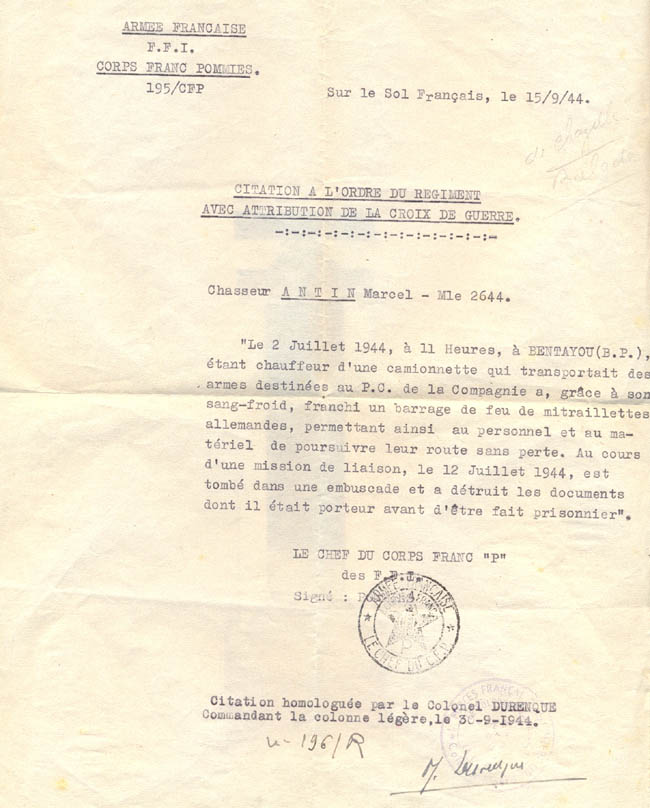 ARMEE FRANCAISE
F.F.I.
CORPS FRANC POMMIES.
195/CFP
Sur le Sol Français, le 15/9/44.
CITATION A L'ORDRE DU REGIMENT
AVEC ATTRIBUTION DE LA CROIX DE GUERRE.
-:-:-:-:-:-:-:-:-:-:-:-:-:-:-
Chasseur A N T I N Marcel - Mle 2644.
"Le 2 Juillet 1944, à 11 Heures, à BENTAYOU(B.P.),
étant chauffeur d'une camionnette qui transportait des
armes destinées au P.C. de la Compagnie a, grâce à son
sang-froid, franchi un barrage de feu de mitraillettes
allemandes, permettant ainsi au personnel et au ma-
tériel de poursuivre leur route sans perte. Au cours
d'une mission de liaison, le 12 Juillet 1944, est
tombé dans une embuscade et a détruit les documents
dont il était porteur avant d'être fait prisonnier".
LE CHEF DU CORPS FRANC "P"
des F.F.I.
Signé :
ARMÉE FRANÇAISE
LE CHEF DU C.F.P.
Citation homologuée par le Colonel DURENQUE
Commandant la colonne légère, le 30-9-1944.
n- 196/R